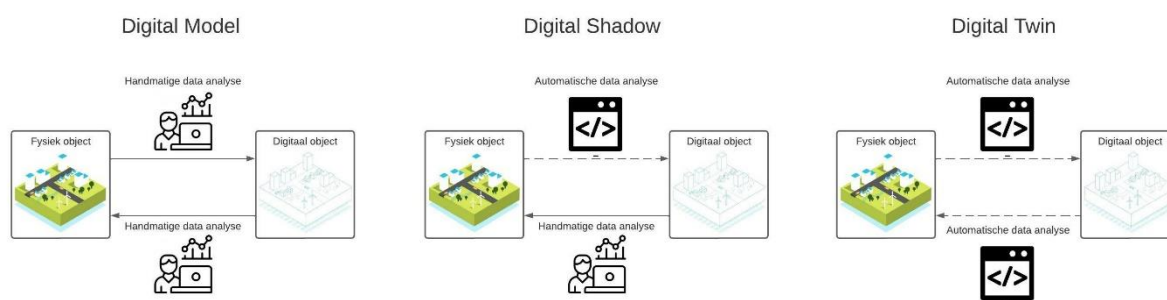 Digital Model
Handmatige data analyse
Fysiek object
Digitaal object
Handmatige data analyse
Digital Shadow
Automatische data analyse
</>
Fysiek object
Digitaal object
Handmatige data analyse
Digital Twin
Automatische data analyse
</>
Fysiek object
Digitaal object
Automatische data analyse
</>